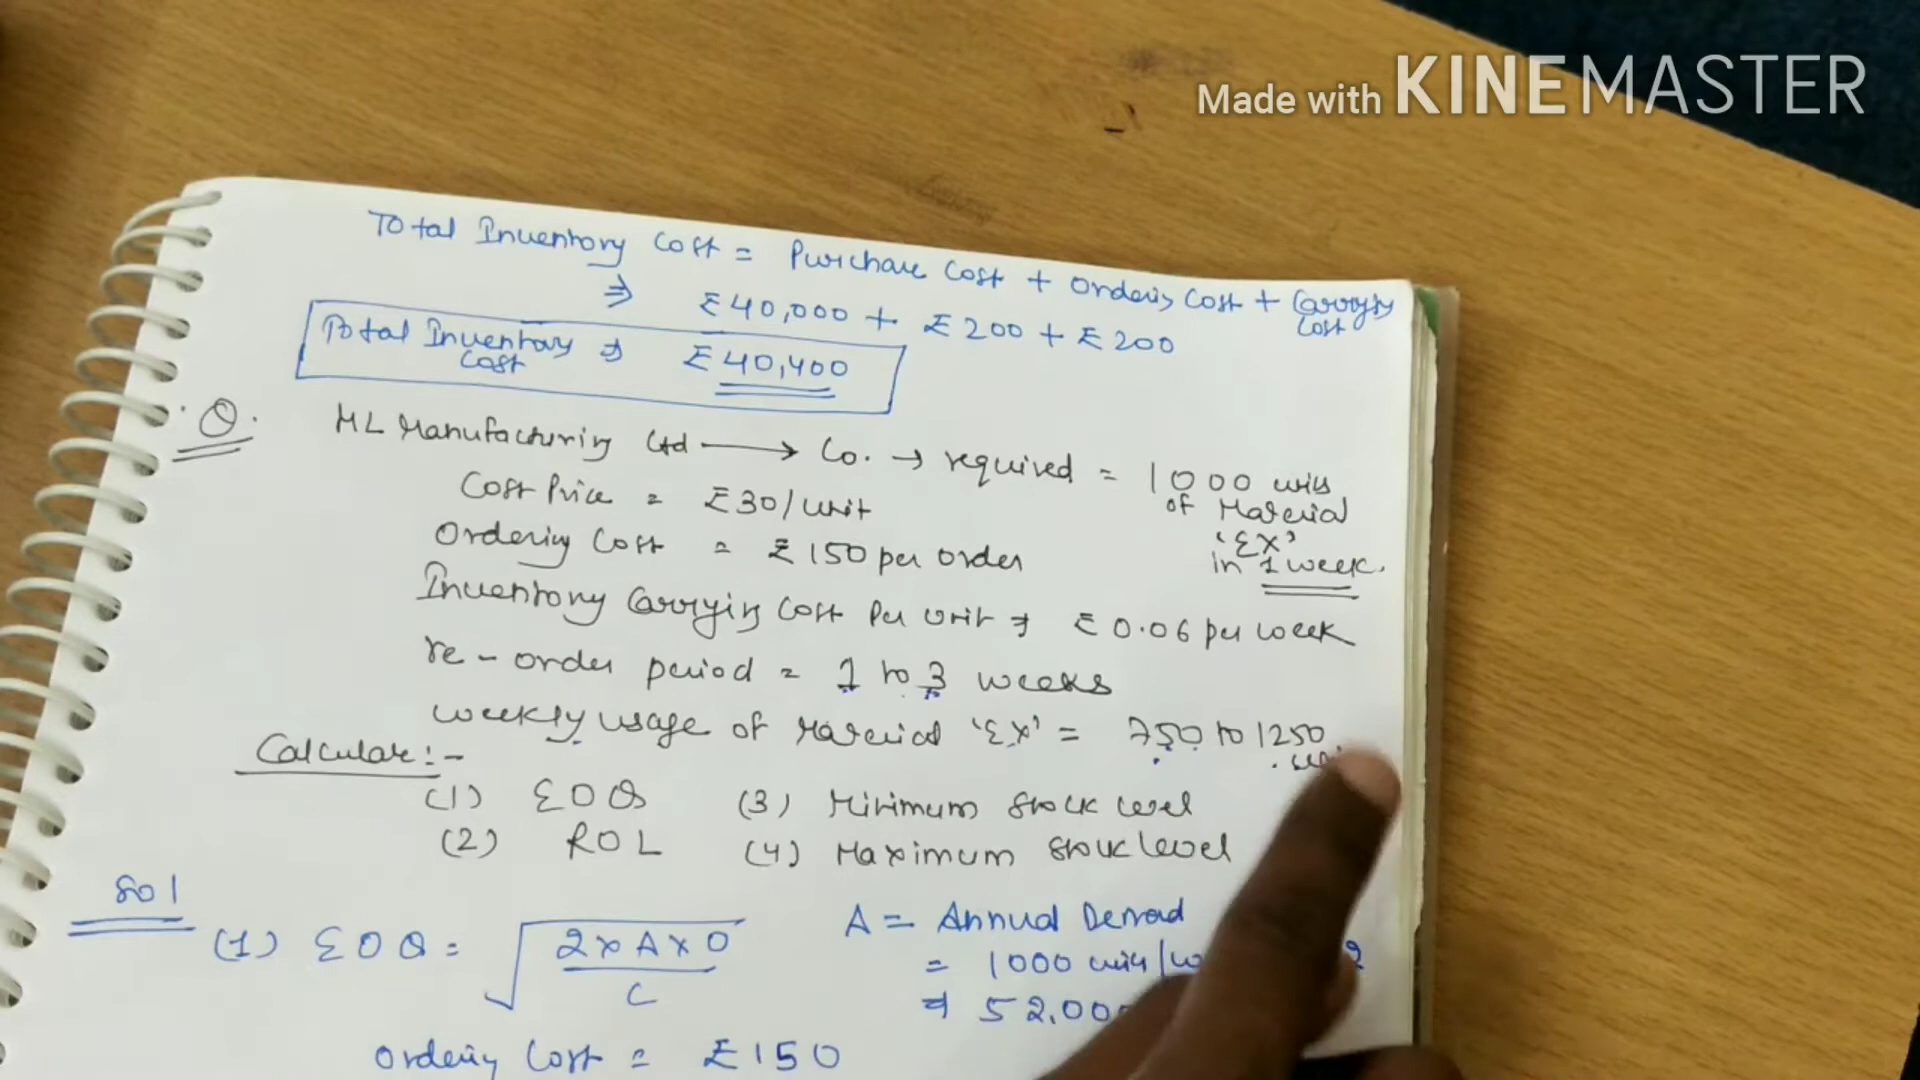 Made with KINEMASTER
Total Inventory Cost = Purchase Cost + Ordering Cost + Carrying Cost
⇒ ₹40,000 + ₹200 + ₹200
Total Inventory Cost ⇒ ₹40,400
Q. ML Manufacturing Ltd → Co. → required = 1000 units of Material 'EX' in 1 week.
Cost Price = ₹30/unit
Ordering Cost = ₹150 per order
Inventory Carrying Cost Per unit ⇒ ₹0.06 per week
re-order period = 1 to 3 weeks
weekly usage of Material 'EX' = 750 to 1250
Calculate:-
(1) EOQ (3) Minimum Stock level
(2) ROL (4) Maximum Stock level
Sol
(1) EOQ = √ 2×A×O / C
A = Annual Demad
= 1000 units/
⇒ 52,00
Ordering Cost = ₹150